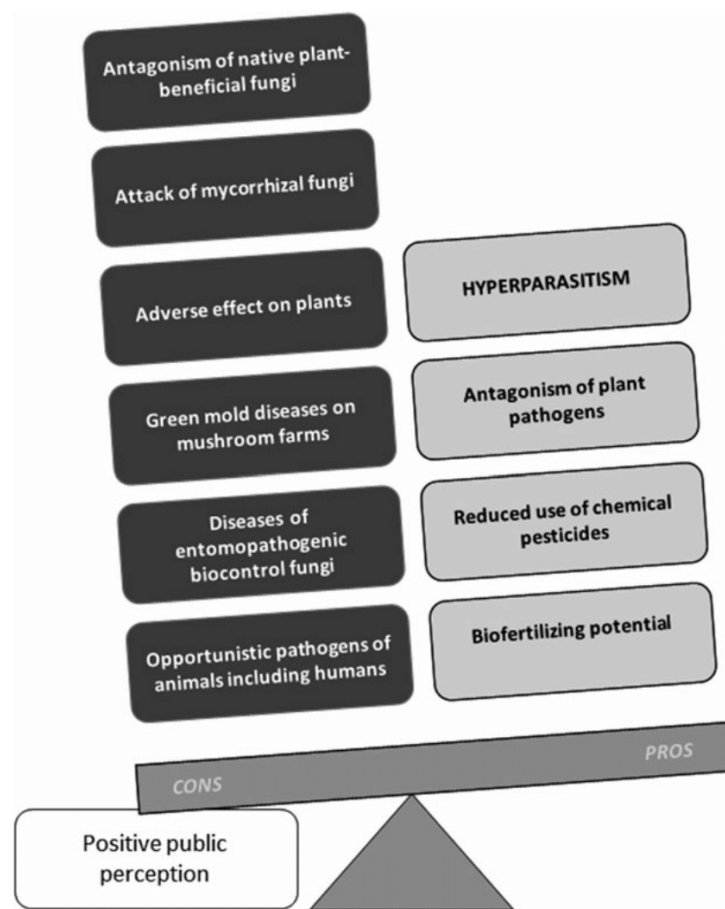 Antagonism of native plant-
beneficial fungi
Attack of mycorrhizal fungi
Adverse effect on plants
Green mold diseases on
mushroom farms
Diseases of
entomopathogenic
biocontrol fungi
Opportunistic pathogens of
animals including humans
HYPERPARASITISM
Antagonism of plant
pathogens
Reduced use of chemical
pesticides
Biofertilizing potential
CONS
PROS
Positive public
perception